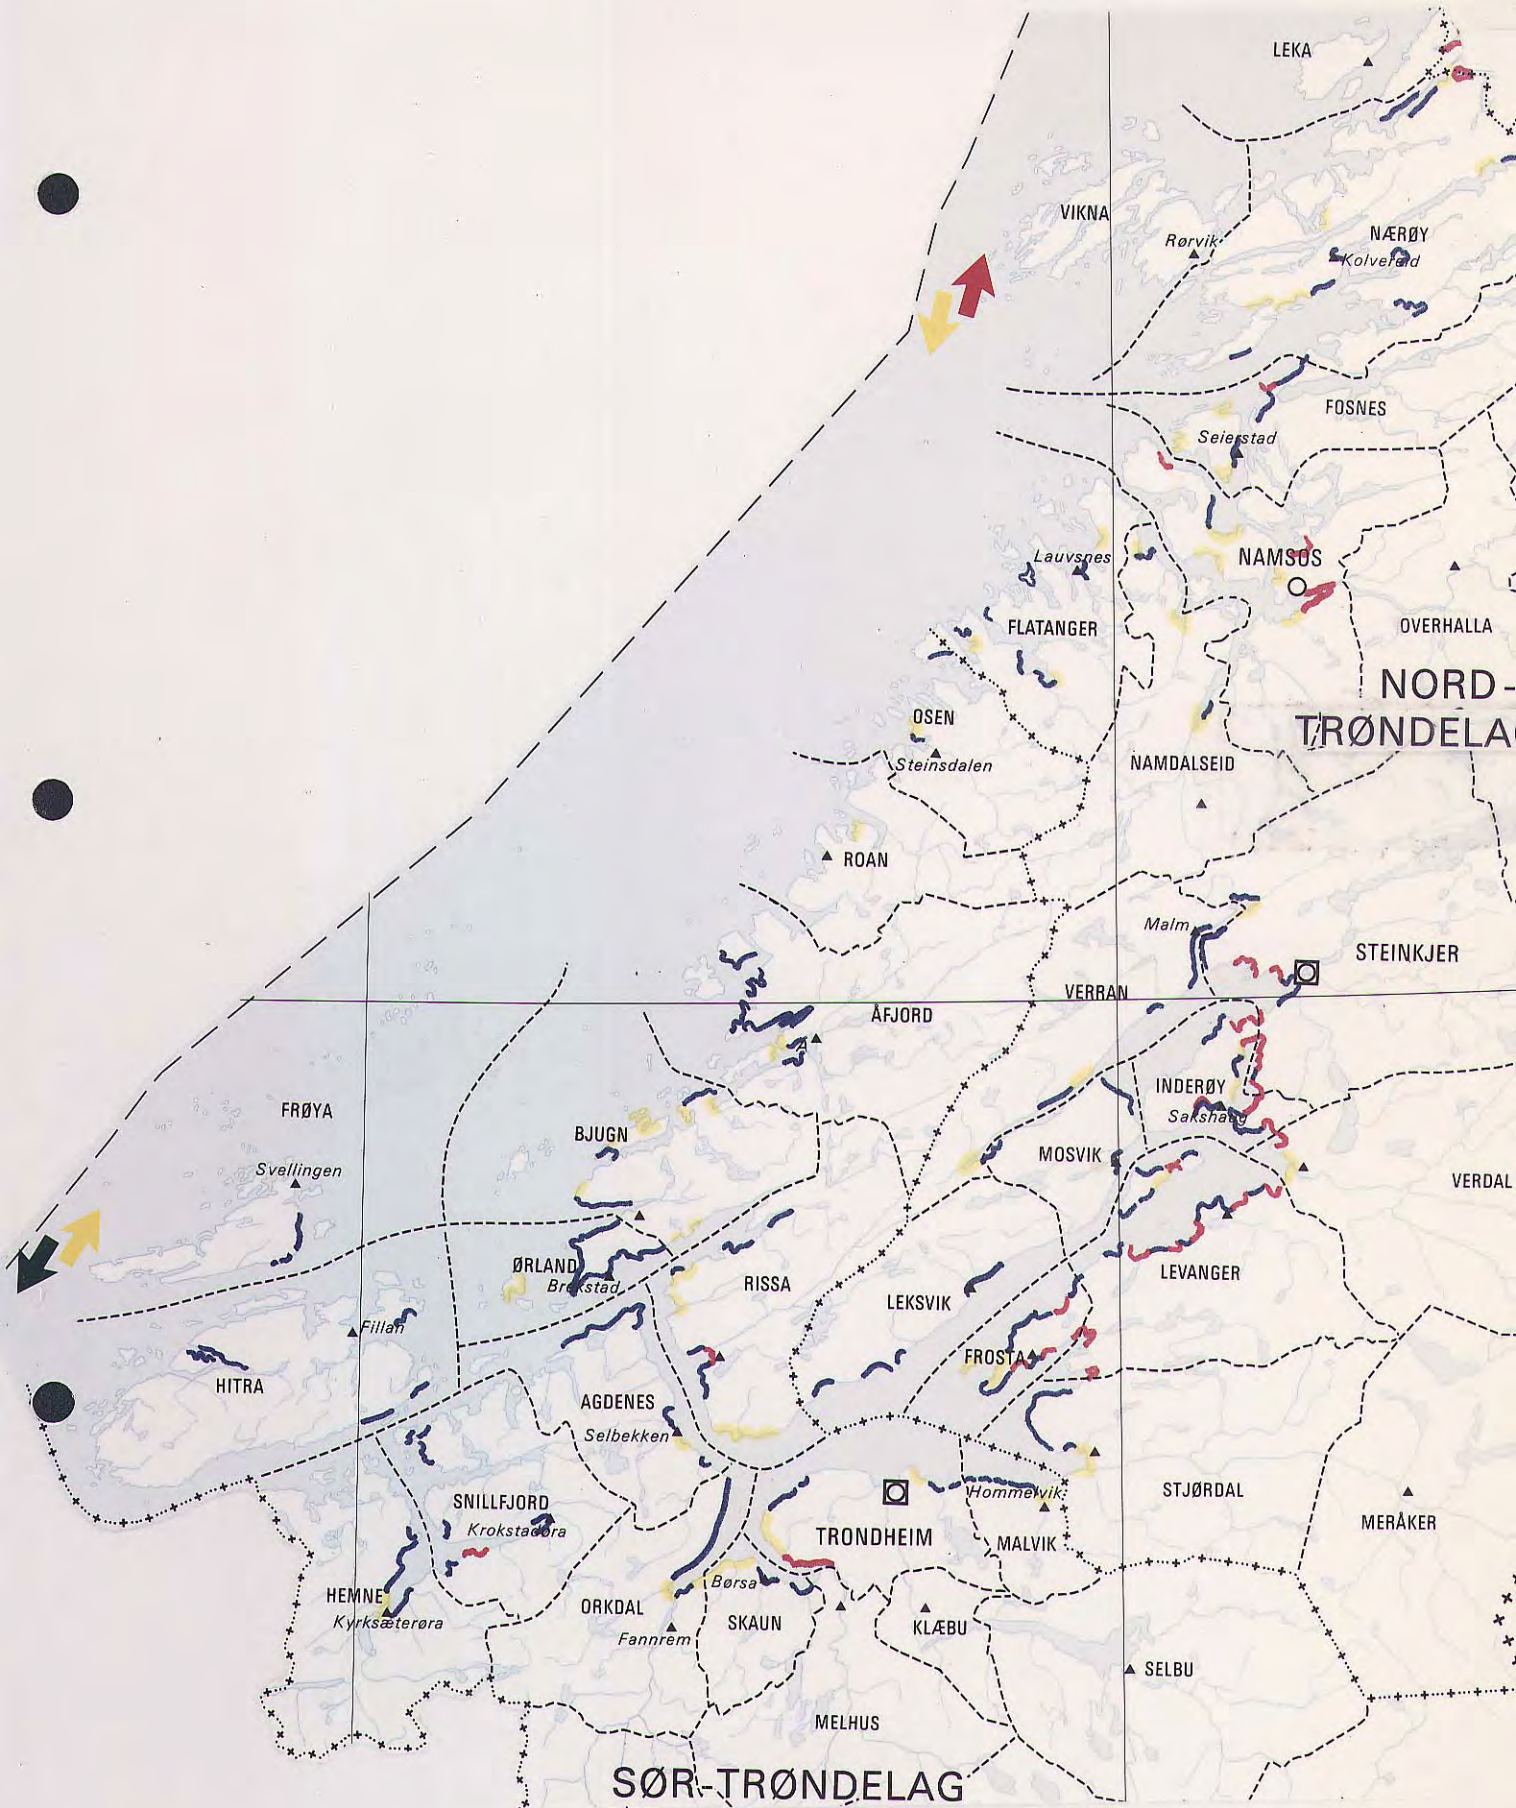 LEKA
VIKNA
Rørvik
NÆRØY
Kolvereid
FOSNES
Seierstad
NAMSOS
Lauvsnes
FLATANGER
OVERHALLA
NORD-
TRØNDELAG
OSEN
Steinsdalen
NAMDALSEID
ROAN
Malm
STEINKJER
VERRAN
ÅFJORD
Å
INDERØY
Sakshaug
FRØYA
BJUGN
MOSVIK
Svellingen
VERDAL
ØRLAND
Brekstad
RISSA
LEKSVIK
LEVANGER
Fillan
FROSTA
HITRA
AGDENES
Selbekken
SNILLFJORD
Krokstadøra
Hommelvik
STJØRDAL
TRONDHEIM
MALVIK
MERÅKER
HEMNE
Kyrksæterøra
ORKDAL
Børsa
Fannrem
SKAUN
KLÆBU
SELBU
MELHUS
SØR-TRØNDELAG